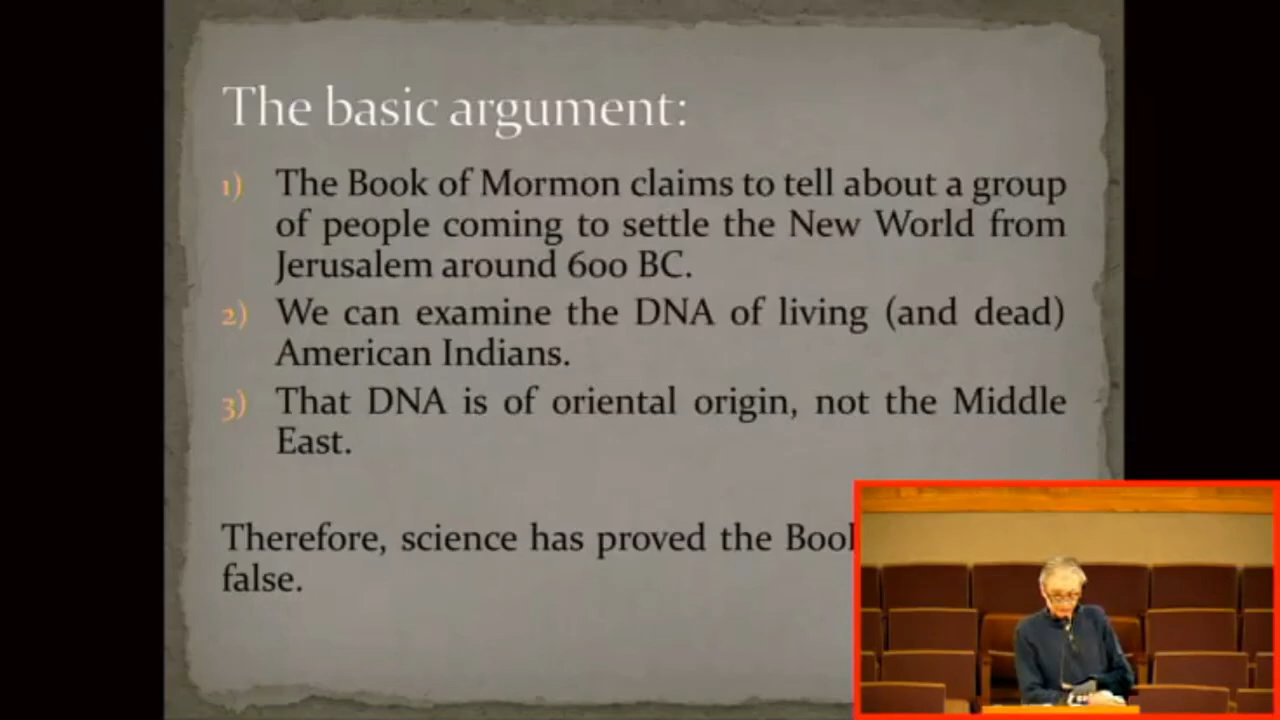 The basic argument:
1) The Book of Mormon claims to tell about a group
of people coming to settle the New World from
Jerusalem around 600 BC.
2) We can examine the DNA of living (and dead)
American Indians.
3) That DNA is of oriental origin, not the Middle
East.
Therefore, science has proved the Book
false.